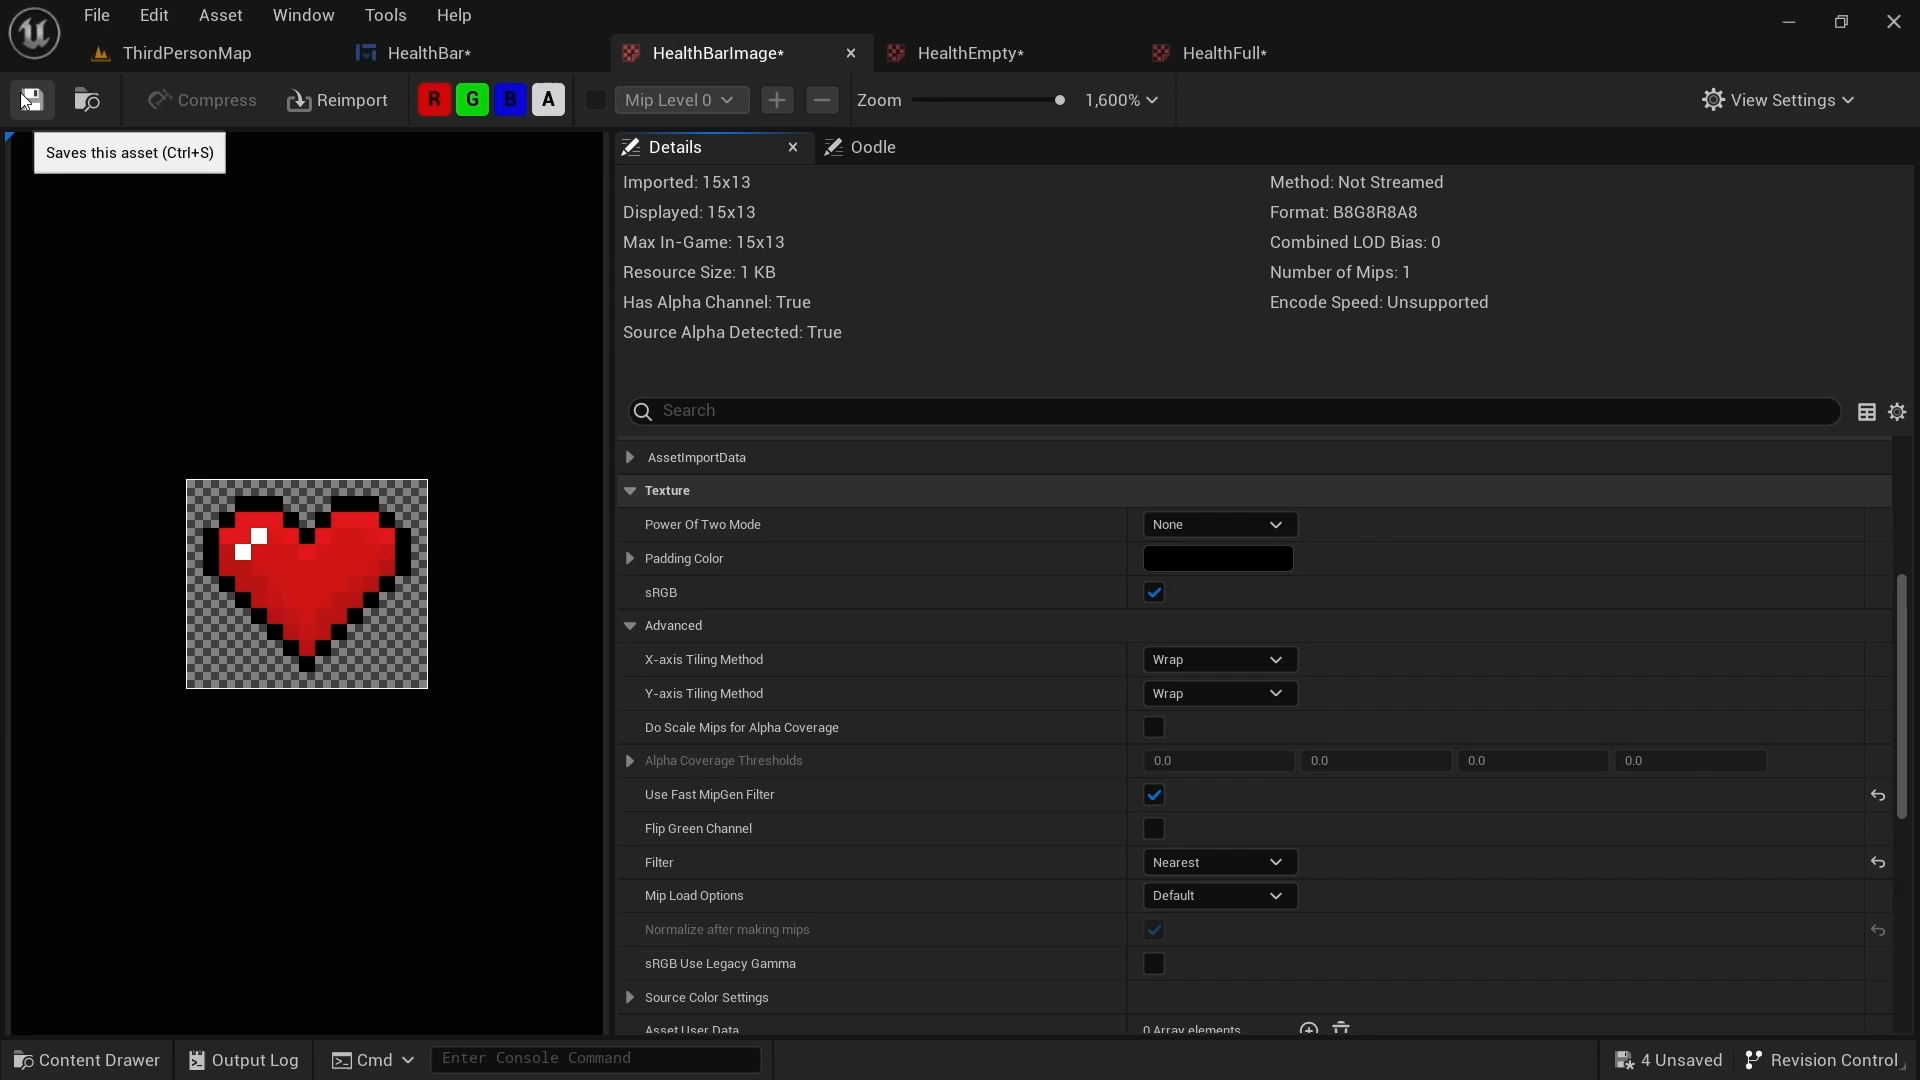 File Edit Asset Window Tools Help
ThirdPersonMap HealthBar* HealthBarImage* HealthEmpty* HealthFull*
Compress Reimport R G B A Mip Level 0 Zoom 1,600% View Settings
Saves this asset (Ctrl+S)
Details Oodle
Imported: 15x13 Method: Not Streamed
Displayed: 15x13 Format: B8G8R8A8
Max In-Game: 15x13 Combined LOD Bias: 0
Resource Size: 1 KB Number of Mips: 1
Has Alpha Channel: True Encode Speed: Unsupported
Source Alpha Detected: True
Search
AssetImportData
Texture
Power Of Two Mode None
Padding Color
sRGB
Advanced
X-axis Tiling Method Wrap
Y-axis Tiling Method Wrap
Do Scale Mips for Alpha Coverage
Alpha Coverage Thresholds 0.0 0.0 0.0 0.0
Use Fast MipGen Filter
Flip Green Channel
Filter Nearest
Mip Load Options Default
Normalize after making mips
sRGB Use Legacy Gamma
Source Color Settings
Asset User Data 0 Array elements
Content Drawer Output Log Cmd Enter Console Command 4 Unsaved Revision Control